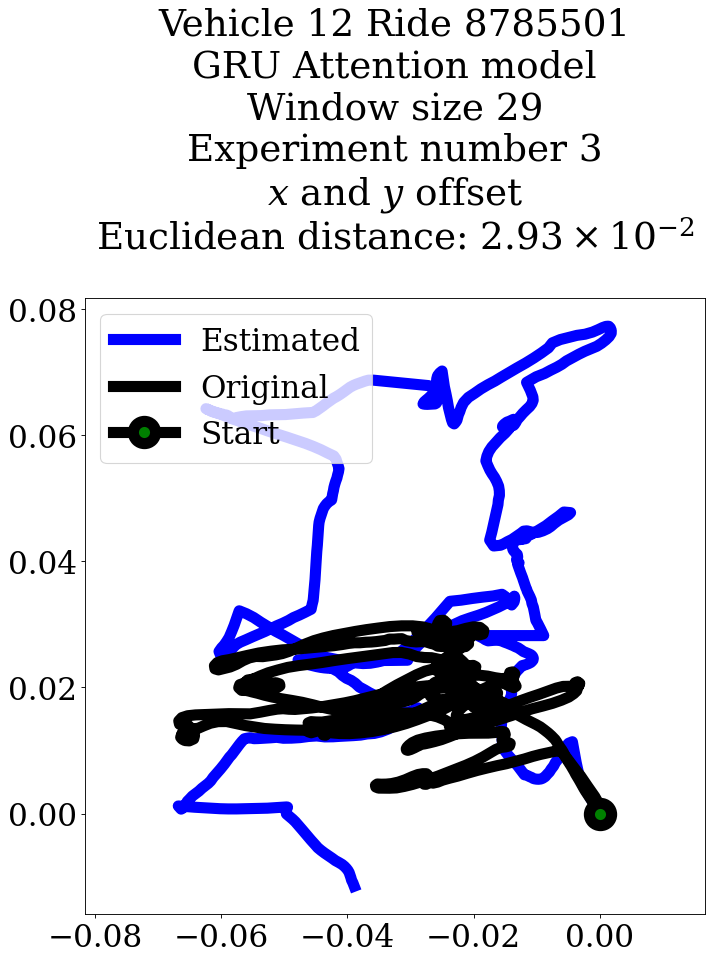 Vehicle 12 Ride 8785501
GRU Attention model
Window size 29
Experiment number 3
x and y offset
Euclidean distance: 2.93 × 10⁻²
0.08
Estimated
Original
Start
0.06
0.04
0.02
0.00
−0.08 −0.06 −0.04 −0.02 0.00